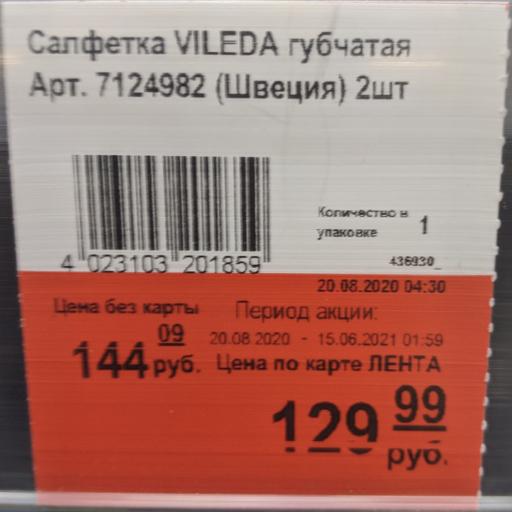 Салфетка VILEDA губчатая
Арт. 7124982 (Швеция) 2шт
Количество в упаковке 1
4 023103 201859
436930_
20.08.2020 04:30
Цена без карты
144 09 руб.
Период акции:
20.08.2020 - 15.06.2021 01:59
Цена по карте ЛЕНТА
129 99 руб.